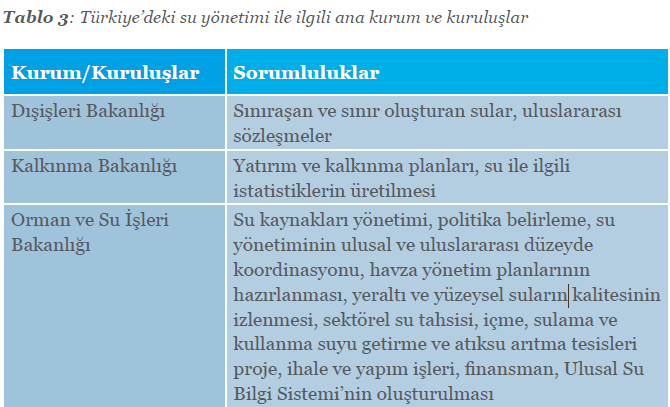 Tablo 3: Türkiye’deki su yönetimi ile ilgili ana kurum ve kuruluşlar
Kurum/Kuruluşlar
Sorumluluklar
Dışişleri Bakanlığı
Sınıraşan ve sınır oluşturan sular, uluslararası
sözleşmeler
Kalkınma Bakanlığı
Yatırım ve kalkınma planları, su ile ilgili
istatistiklerin üretilmesi
Orman ve Su İşleri
Bakanlığı
Su kaynakları yönetimi, politika belirleme, su
yönetiminin ulusal ve uluslararası düzeyde
koordinasyonu, havza yönetim planlarının
hazırlanması, yeraltı ve yüzeysel suların kalitesinin
izlenmesi, sektörel su tahsisi, içme, sulama ve
kullanma suyu getirme ve atıksu arıtma tesisleri
proje, ihale ve yapım işleri, finansman, Ulusal Su
Bilgi Sistemi’nin oluşturulması